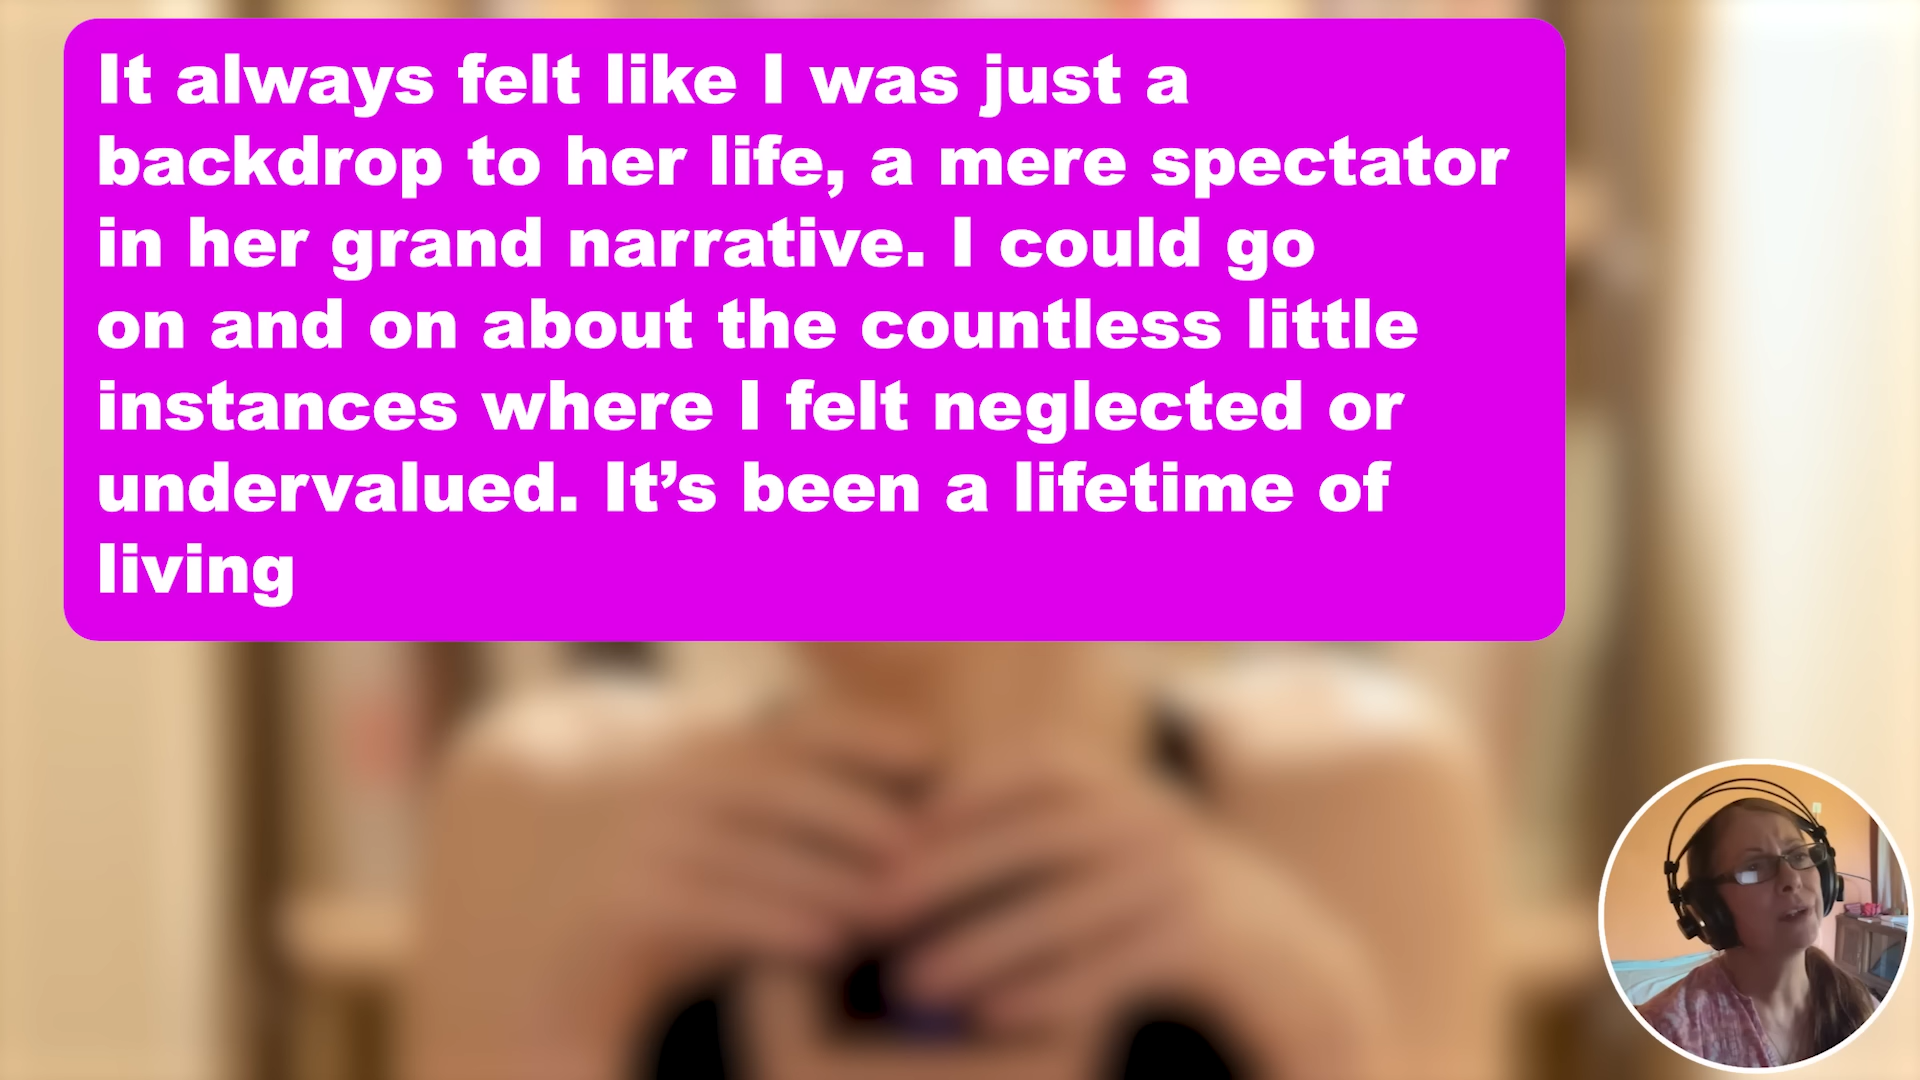 It always felt like I was just a
backdrop to her life, a mere spectator
in her grand narrative. I could go
on and on about the countless little
instances where I felt neglected or
undervalued. It’s been a lifetime of
living